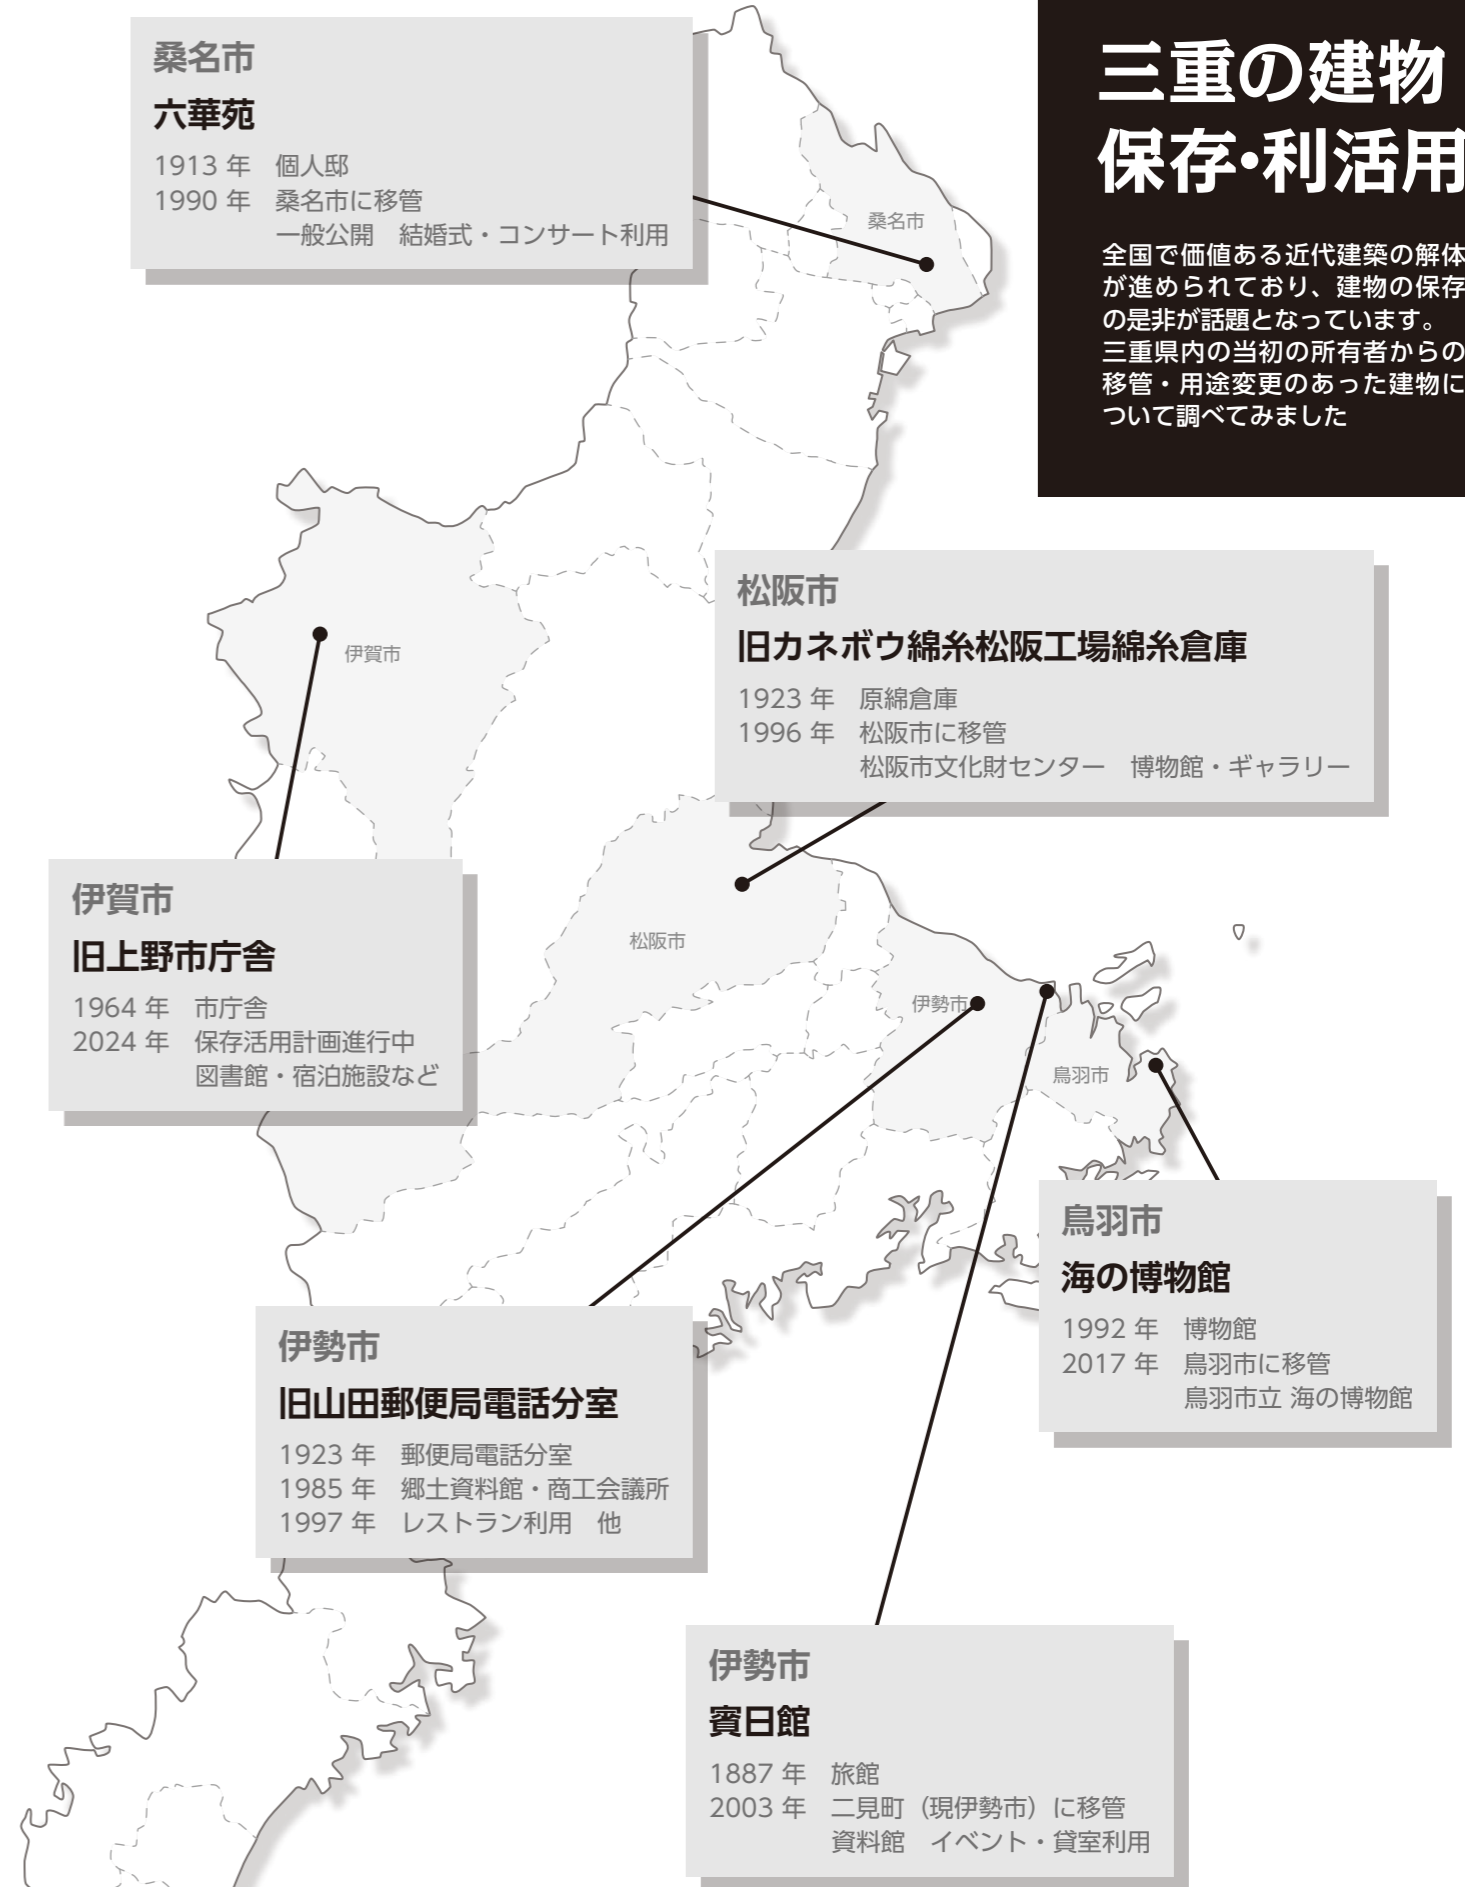 三重の建物
保存・利活用
全国で価値ある近代建築の解体
が進められており、建物の保存
の是非が話題となっています。
三重県内の当初の所有者からの
移管・用途変更のあった建物に
ついて調べてみました
桑名市
六華苑
1913 年　個人邸
1990 年　桑名市に移管
一般公開　結婚式・コンサート利用
桑名市
松阪市
旧カネボウ綿糸松阪工場綿糸倉庫
1923 年　原綿倉庫
1996 年　松阪市に移管
松阪市文化財センター　博物館・ギャラリー
伊賀市
伊賀市
旧上野市庁舎
1964 年　市庁舎
2024 年　保存活用計画進行中
図書館・宿泊施設など
松阪市
伊勢市
鳥羽市
鳥羽市
海の博物館
1992 年　博物館
2017 年　鳥羽市に移管
鳥羽市立 海の博物館
伊勢市
旧山田郵便局電話分室
1923 年　郵便局電話分室
1985 年　郷土資料館・商工会議所
1997 年　レストラン利用　他
伊勢市
賓日館
1887 年　旅館
2003 年　二見町（現伊勢市）に移管
資料館　イベント・貸室利用